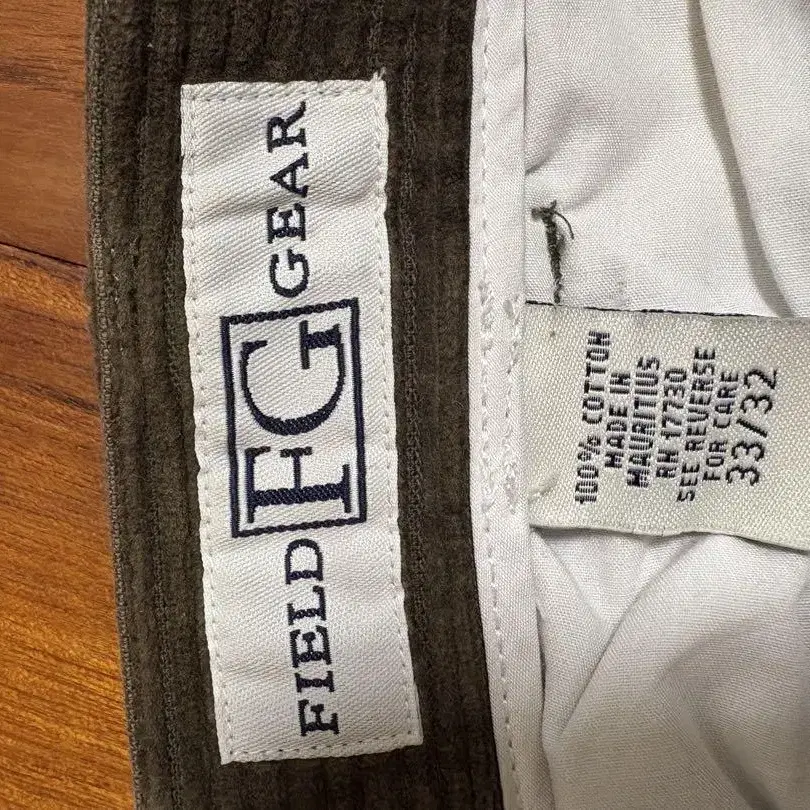 FIELD FG GEAR
100% COTTON
MADE IN
MAURITIUS
RN 17730
SEE REVERSE
FOR CARE
33/32